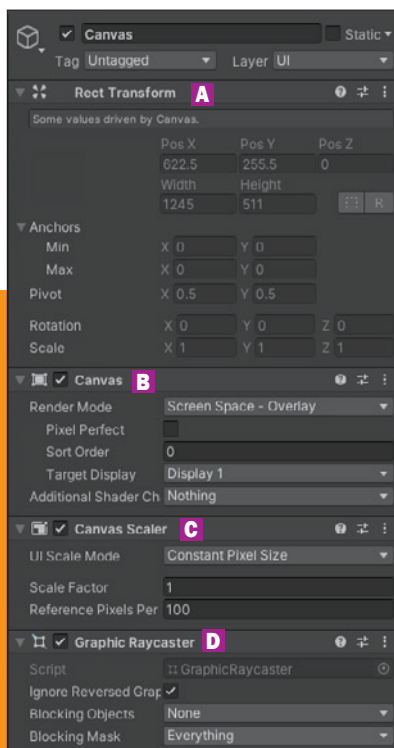 Canvas Static
Tag Untagged Layer UI
Rect Transform A
Some values driven by Canvas.
Pos X Pos Y Pos Z
622.5 255.5 0
Width Height
1245 511
R
Anchors
Min X 0 Y 0
Max X 0 Y 0
Pivot X 0.5 Y 0.5
Rotation X 0 Y 0 Z 0
Scale X 1 Y 1 Z 1
Canvas B
Render Mode Screen Space - Overlay
Pixel Perfect
Sort Order 0
Target Display Display 1
Additional Shader Ch Nothing
Canvas Scaler C
UI Scale Mode Constant Pixel Size
Scale Factor 1
Reference Pixels Per 100
Graphic Raycaster D
Script GraphicRaycaster
Ignore Reversed Grap
Blocking Objects None
Blocking Mask Everything